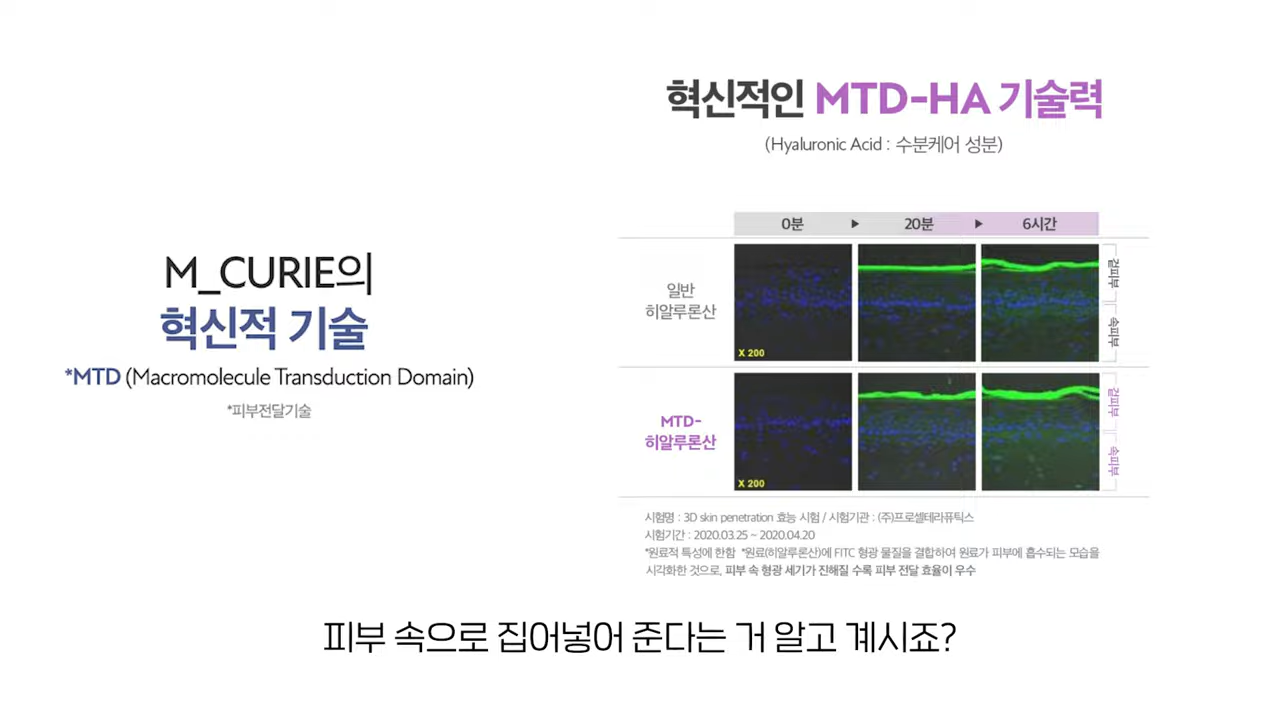 M_CURIE의
혁신적 기술
*MTD (Macromolecule Transduction Domain)
*피부전달기술
혁신적인 MTD-HA 기술력
(Hyaluronic Acid : 수분케어 성분)
0분 ▶ 20분 ▶ 6시간
일반
히알루론산
X 200
겉피부
속피부
MTD-
히알루론산
X 200
겉피부
속피부
시험명 : 3D skin penetration 효능 시험 / 시험기관 : (주)프로셀테라퓨틱스
시험기간 : 2020.03.25 ~ 2020.04.20
*원료적 특성에 한함 *원료(히알루론산)에 FITC 형광 물질을 결합하여 원료가 피부에 흡수되는 모습을
시각화한 것으로, 피부 속 형광 세기가 진해질 수록 피부 전달 효율이 우수
피부 속으로 집어넣어 준다는 거 알고 계시죠?